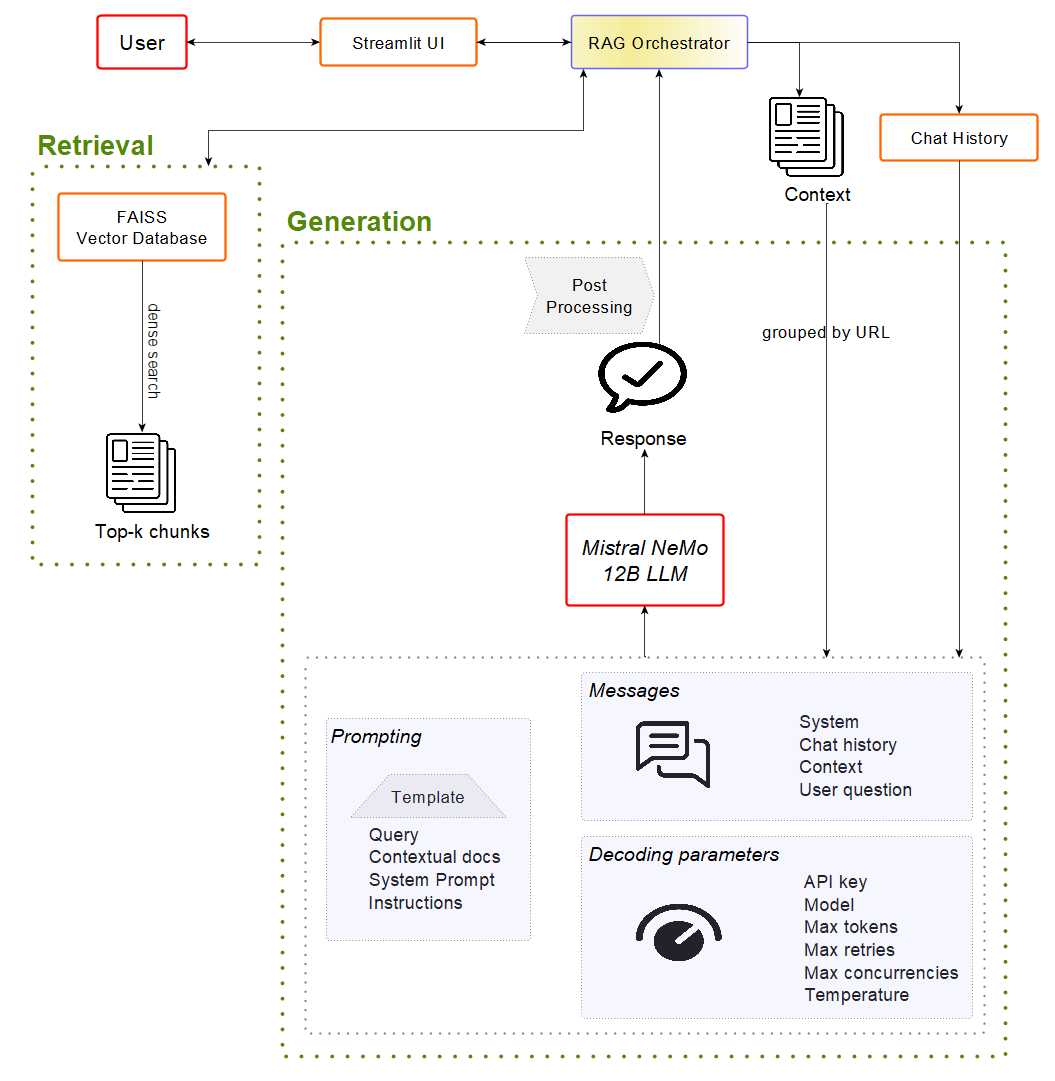 User
Streamlit UI
RAG Orchestrator
Chat History
Context
Retrieval
FAISS
Vector Database
dense search
Top-k chunks
Generation
Post
Processing
grouped by URL
Response
Mistral NeMo
12B LLM
Prompting
Template
Query
Contextual docs
System Prompt
Instructions
Messages
System
Chat history
Context
User question
Decoding parameters
API key
Model
Max tokens
Max retries
Max concurrencies
Temperature